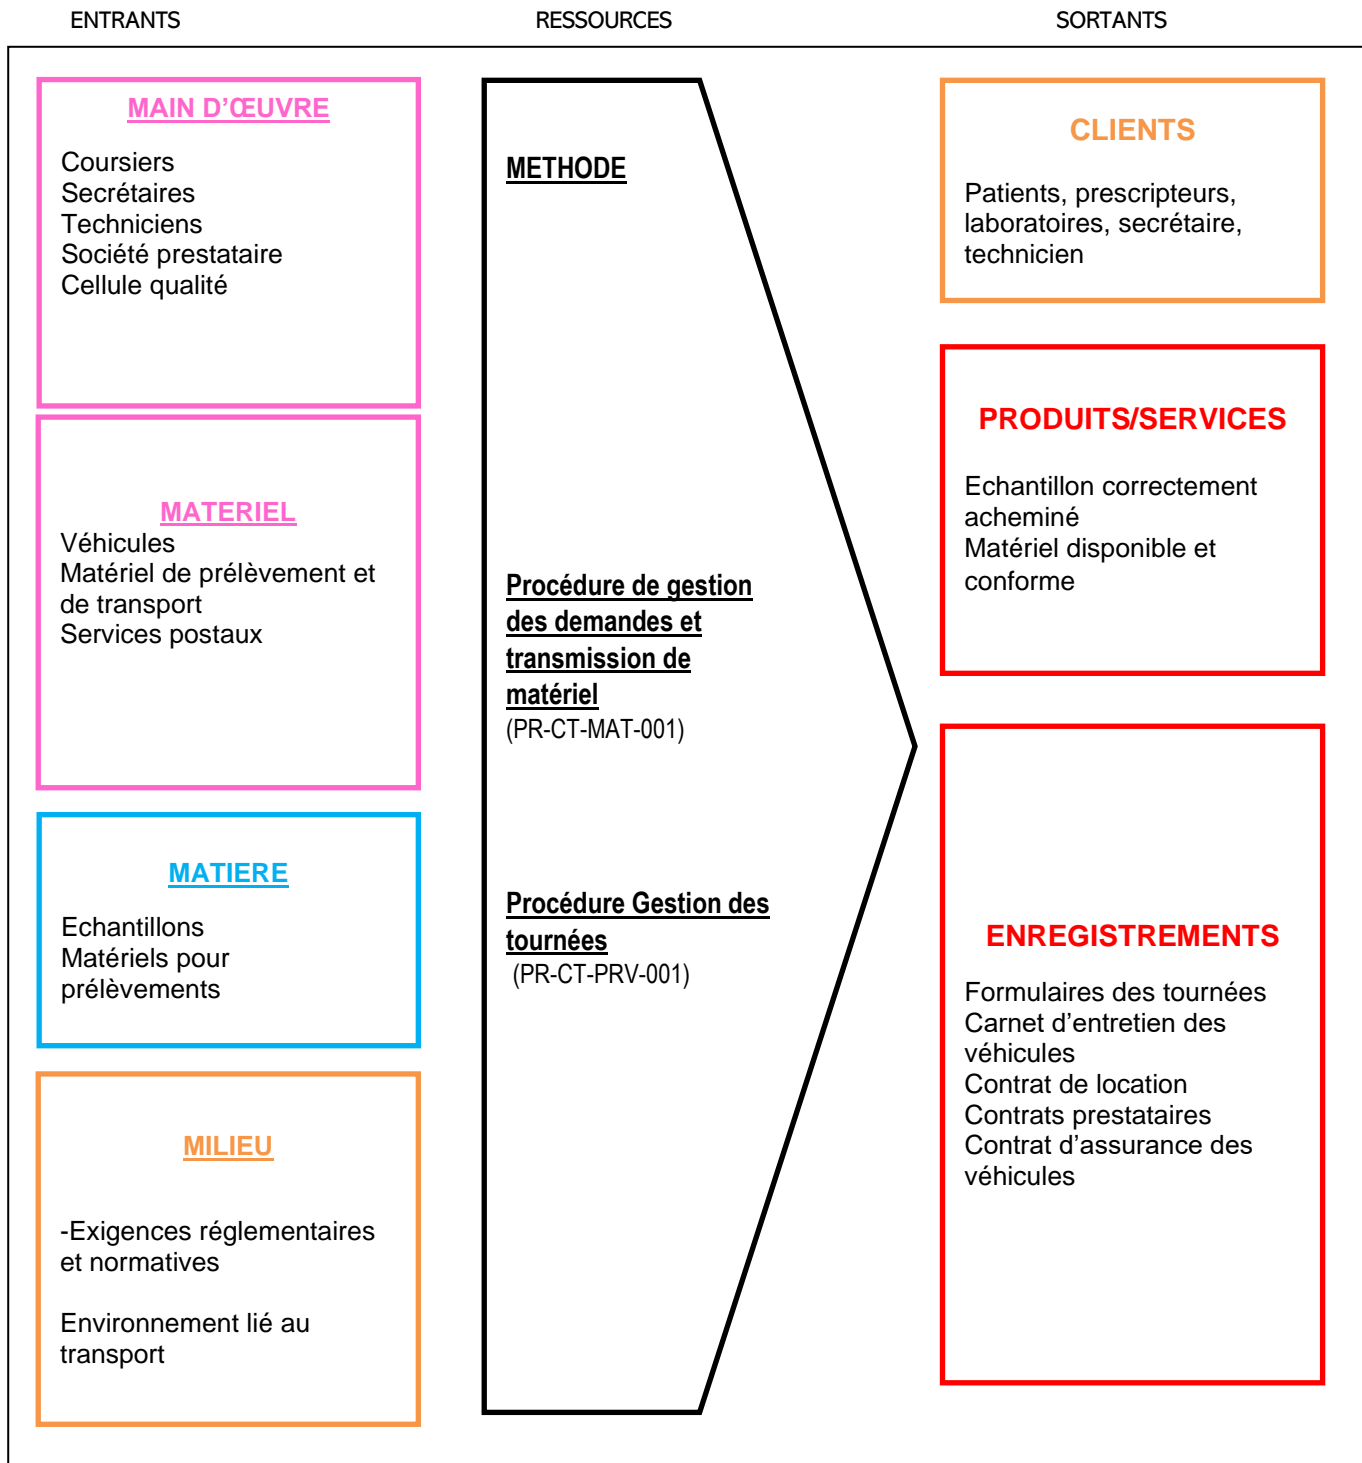 ENTRANTS
RESSOURCES
SORTANTS
MAIN D’ŒUVRE
Coursiers
Secrétaires
Techniciens
Société prestataire
Cellule qualité
MATERIEL
Véhicules
Matériel de prélèvement et
de transport
Services postaux
MATIERE
Echantillons
Matériels pour
prélèvements
MILIEU
-Exigences réglementaires
et normatives
Environnement lié au
transport
METHODE
Procédure de gestion
des demandes et
transmission de
matériel
(PR-CT-MAT-001)
Procédure Gestion des
tournées
(PR-CT-PRV-001)
CLIENTS
Patients, prescripteurs,
laboratoires, secrétaire,
technicien
PRODUITS/SERVICES
Echantillon correctement
acheminé
Matériel disponible et
conforme
ENREGISTREMENTS
Formulaires des tournées
Carnet d’entretien des
véhicules
Contrat de location
Contrats prestataires
Contrat d’assurance des
véhicules